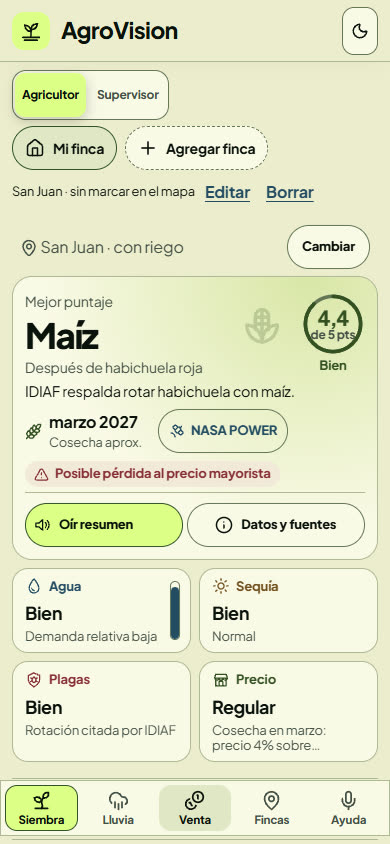 AgroVision
Agricultor Supervisor
Mi finca Agregar finca
San Juan · sin marcar en el mapa Editar Borrar
San Juan · con riego Cambiar
Mejor puntaje
Maíz
4,4
de 5 pts
Bien
Después de habichuela roja
IDIAF respalda rotar habichuela con maíz.
marzo 2027
Cosecha aprox.
NASA POWER
Posible pérdida al precio mayorista
Oír resumen Datos y fuentes
Agua
Bien
Demanda relativa baja
Sequía
Bien
Normal
Plagas
Bien
Rotación citada por IDIAF
Precio
Regular
Cosecha en marzo:
precio 4% sobre…
Siembra Lluvia Venta Fincas Ayuda